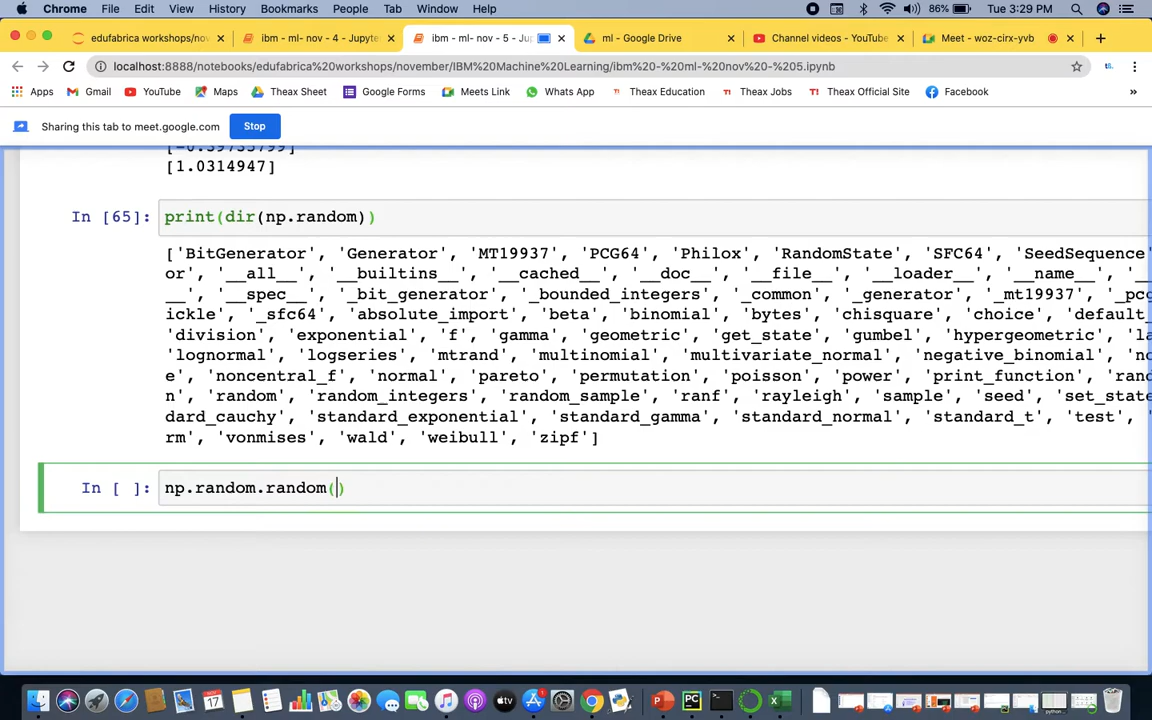 Chrome File Edit View History Bookmarks People Tab Window Help 86% Tue 3:29 PM
edufabrica workshops/nov ibm - ml- nov - 4 - Jupyte ibm - ml- nov - 5 - Ju ml - Google Drive Channel videos - YouTube Meet - woz-cirx-yvb
localhost:8888/notebooks/edufabrica%20workshops/november/IBM%20Machine%20Learning/ibm%20-%20ml-%20nov%20-%205.ipynb
Apps Gmail YouTube Maps Theax Sheet Google Forms Meets Link Whats App Theax Education Theax Jobs Theax Official Site Facebook »
Sharing this tab to meet.google.com Stop
[-0.39735799]
[1.0314947]
In [65]: print(dir(np.random))
['BitGenerator', 'Generator', 'MT19937', 'PCG64', 'Philox', 'RandomState', 'SFC64', 'SeedSequence'
or', '__all__', '__builtins__', '__cached__', '__doc__', '__file__', '__loader__', '__name__', '__
__', '__spec__', '_bit_generator', '_bounded_integers', '_common', '_generator', '_mt19937', '_pcg
ickle', '_sfc64', 'absolute_import', 'beta', 'binomial', 'bytes', 'chisquare', 'choice', 'default_
'division', 'exponential', 'f', 'gamma', 'geometric', 'get_state', 'gumbel', 'hypergeometric', 'la
'lognormal', 'logseries', 'mtrand', 'multinomial', 'multivariate_normal', 'negative_binomial', 'no
e', 'noncentral_f', 'normal', 'pareto', 'permutation', 'poisson', 'power', 'print_function', 'ran
n', 'random', 'random_integers', 'random_sample', 'ranf', 'rayleigh', 'sample', 'seed', 'set_state
dard_cauchy', 'standard_exponential', 'standard_gamma', 'standard_normal', 'standard_t', 'test', '
rm', 'vonmises', 'wald', 'weibull', 'zipf']
In [ ]: np.random.random()